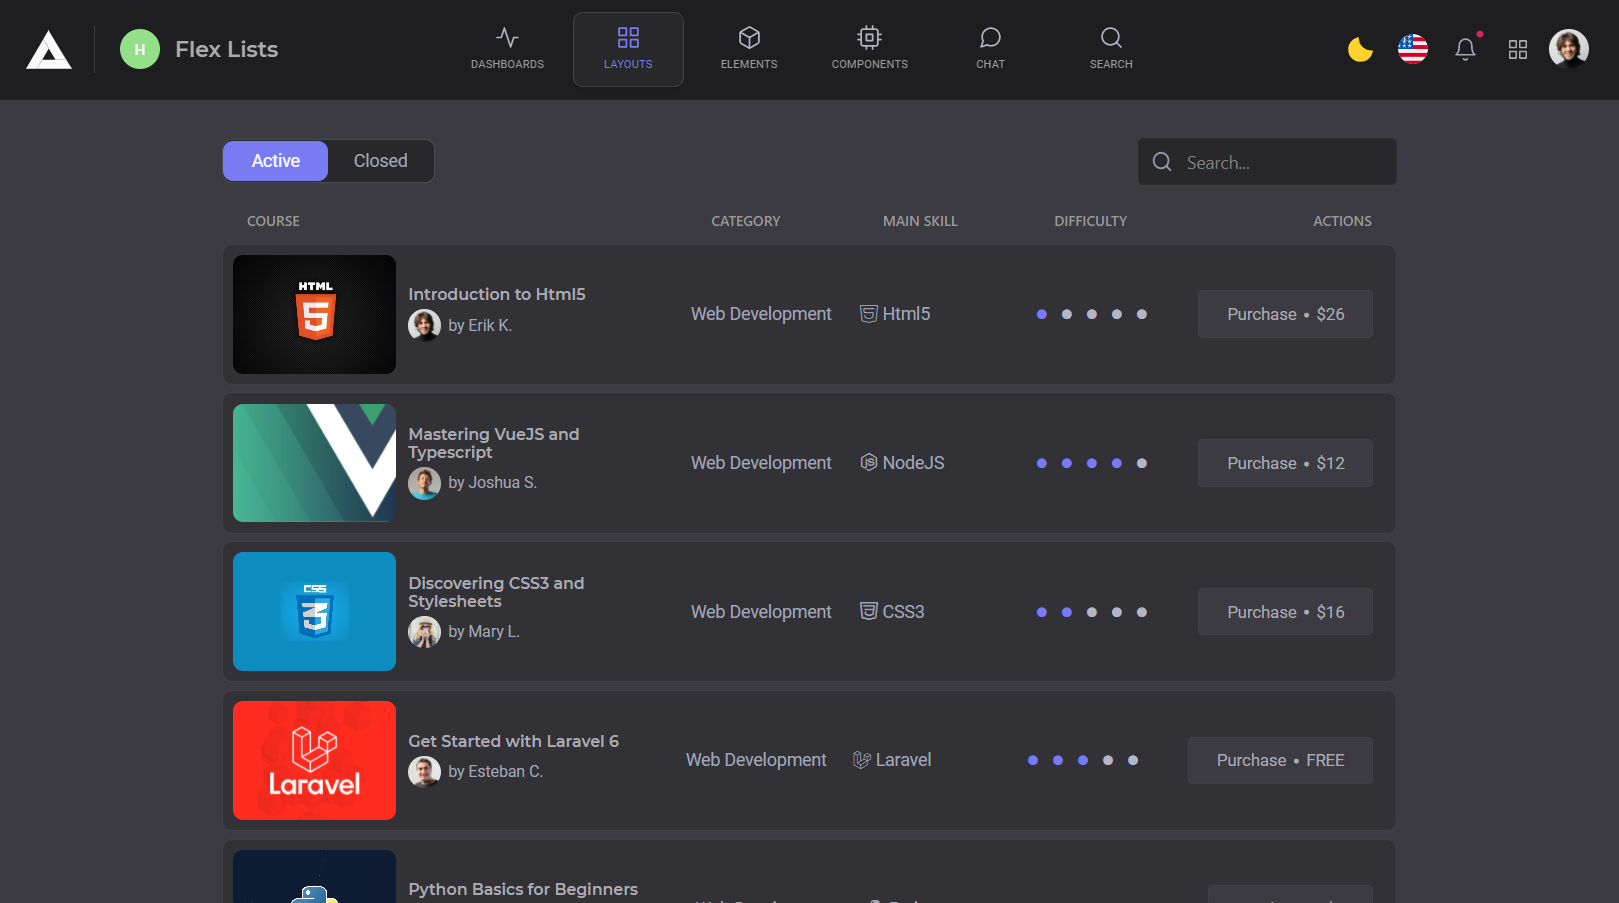 H
Flex Lists
DASHBOARDS
LAYOUTS
ELEMENTS
COMPONENTS
CHAT
SEARCH
Active
Closed
Search...
COURSE
CATEGORY
MAIN SKILL
DIFFICULTY
ACTIONS
HTML
5
Introduction to Html5
by Erik K.
Web Development
Html5
Purchase • $26
Mastering VueJS and
Typescript
by Joshua S.
Web Development
JS
NodeJS
Purchase • $12
CSS
3
Discovering CSS3 and
Stylesheets
by Mary L.
Web Development
CSS3
Purchase • $16
Laravel
Get Started with Laravel 6
by Esteban C.
Web Development
Laravel
Purchase • FREE
Python Basics for Beginners